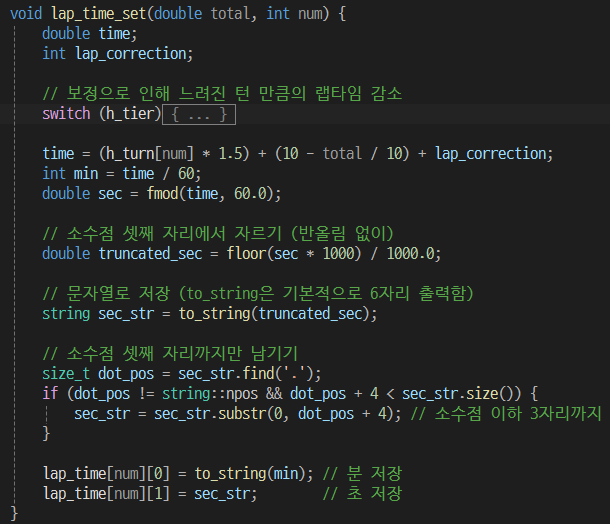 void lap_time_set(double total, int num) {
    double time;
    int lap_correction;

    // 보정으로 인해 느려진 턴 만큼의 랩타임 감소
    switch (h_tier){ ... }

    time = (h_turn[num] * 1.5) + (10 - total / 10) + lap_correction;
    int min = time / 60;
    double sec = fmod(time, 60.0);

    // 소수점 셋째 자리에서 자르기 (반올림 없이)
    double truncated_sec = floor(sec * 1000) / 1000.0;

    // 문자열로 저장 (to_string은 기본적으로 6자리 출력함)
    string sec_str = to_string(truncated_sec);

    // 소수점 셋째 자리까지만 남기기
    size_t dot_pos = sec_str.find('.');
    if (dot_pos != string::npos && dot_pos + 4 < sec_str.size()) {
        sec_str = sec_str.substr(0, dot_pos + 4); // 소수점 이하 3자리까지
    }

    lap_time[num][0] = to_string(min); // 분 저장
    lap_time[num][1] = sec_str;        // 초 저장
}